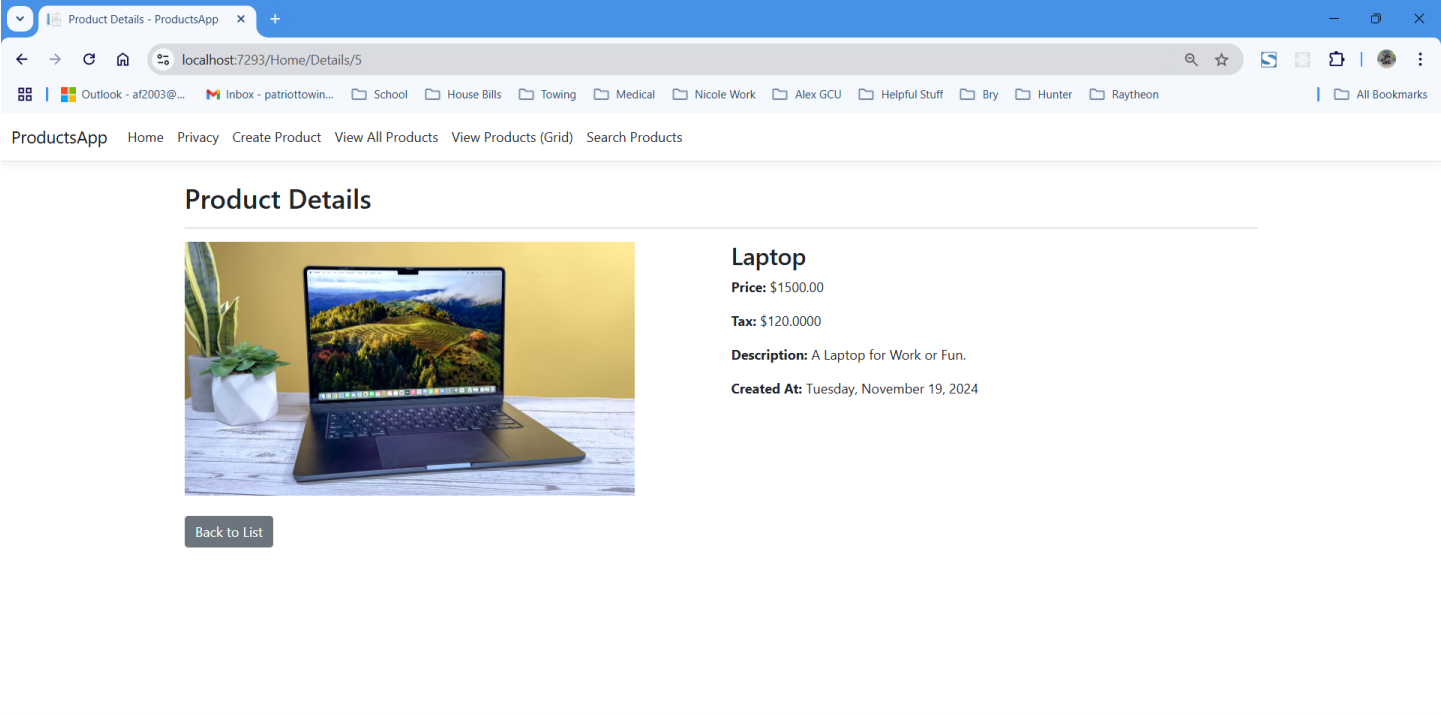 Product Details - ProductsApp
localhost:7293/Home/Details/5
Outlook - af2003@... Inbox - patriottowin... School House Bills Towing Medical Nicole Work Alex GCU Helpful Stuff Bry Hunter Raytheon All Bookmarks
ProductsApp Home Privacy Create Product View All Products View Products (Grid) Search Products
Product Details
Laptop
Price: $1500.00
Tax: $120.0000
Description: A Laptop for Work or Fun.
Created At: Tuesday, November 19, 2024
Back to List